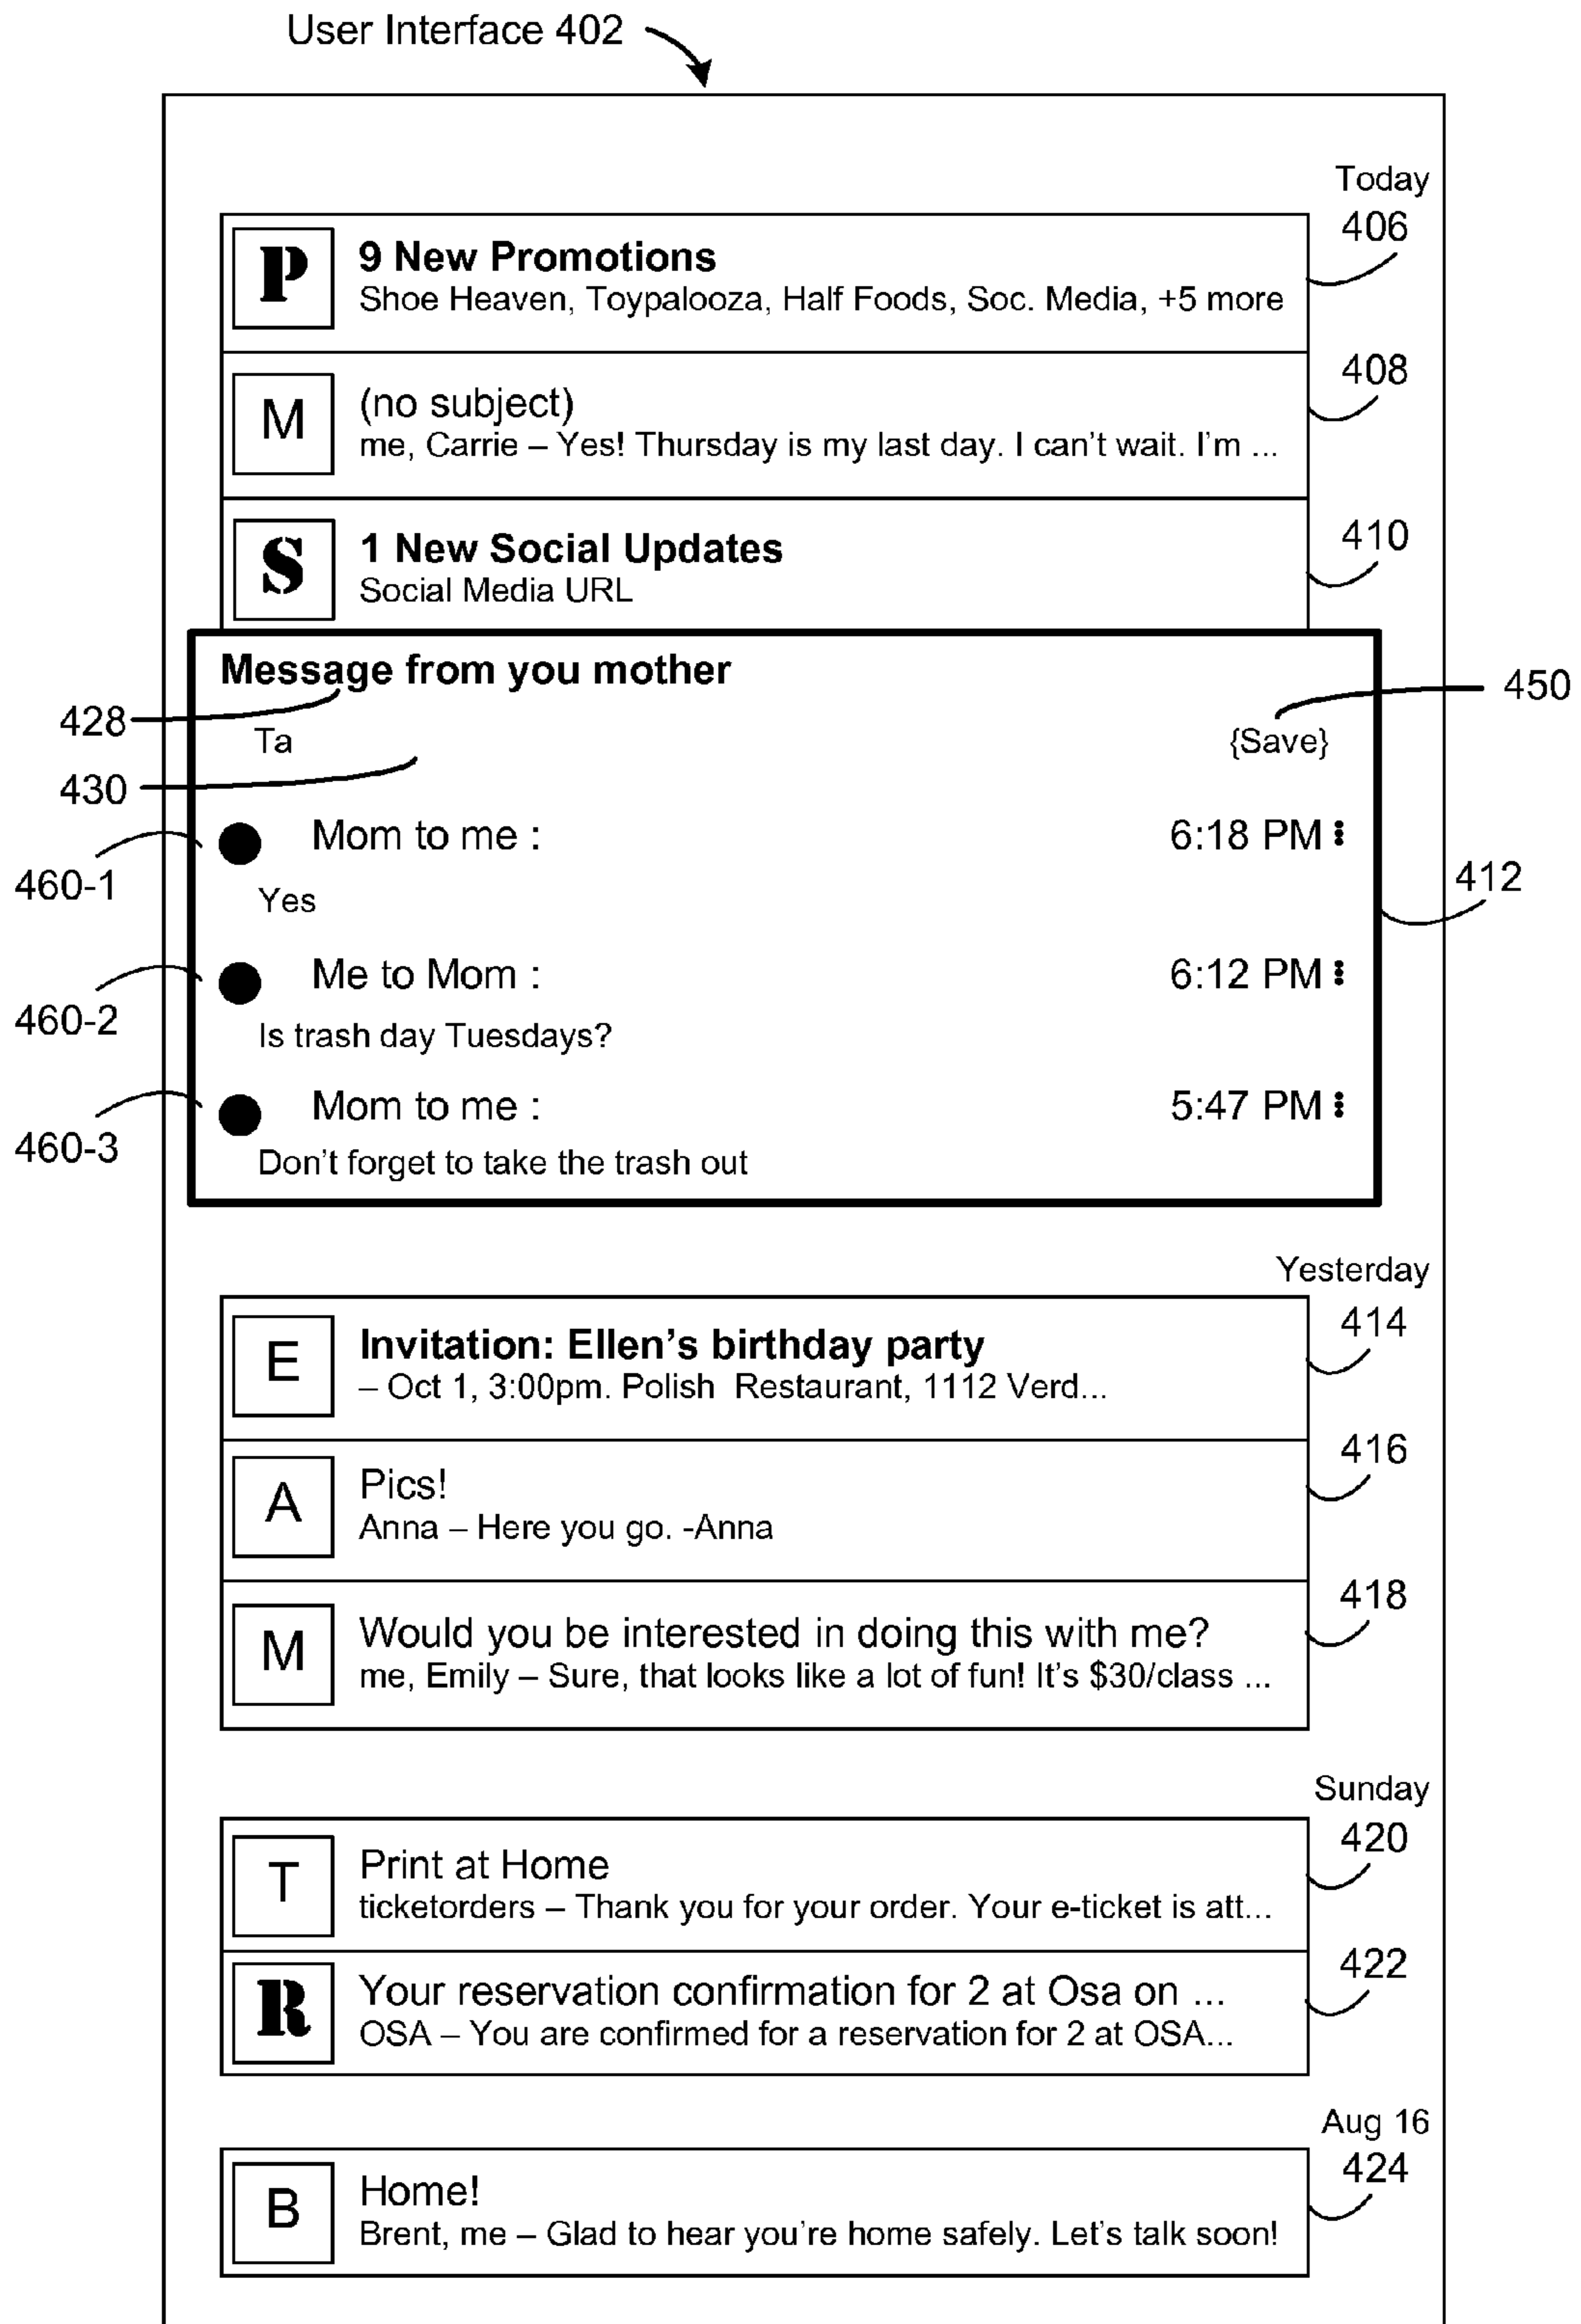 User Interface 402
Today
406
P
9 New Promotions
Shoe Heaven, Toypalooza, Half Foods, Soc. Media, +5 more
408
M
(no subject)
me, Carrie – Yes! Thursday is my last day. I can't wait. I'm ...
410
S
1 New Social Updates
Social Media URL
Message from you mother
428
450
Ta
{Save}
430
Mom to me :
6:18 PM
460-1
412
Yes
Me to Mom :
6:12 PM
460-2
Is trash day Tuesdays?
Mom to me :
5:47 PM
460-3
Don't forget to take the trash out
Yesterday
414
E
Invitation: Ellen's birthday party
– Oct 1, 3:00pm. Polish Restaurant, 1112 Verd...
416
A
Pics!
Anna – Here you go. -Anna
418
M
Would you be interested in doing this with me?
me, Emily – Sure, that looks like a lot of fun! It's $30/class ...
Sunday
420
T
Print at Home
ticketorders – Thank you for your order. Your e-ticket is att...
422
R
Your reservation confirmation for 2 at Osa on ...
OSA – You are confirmed for a reservation for 2 at OSA...
Aug 16
424
B
Home!
Brent, me – Glad to hear you're home safely. Let's talk soon!